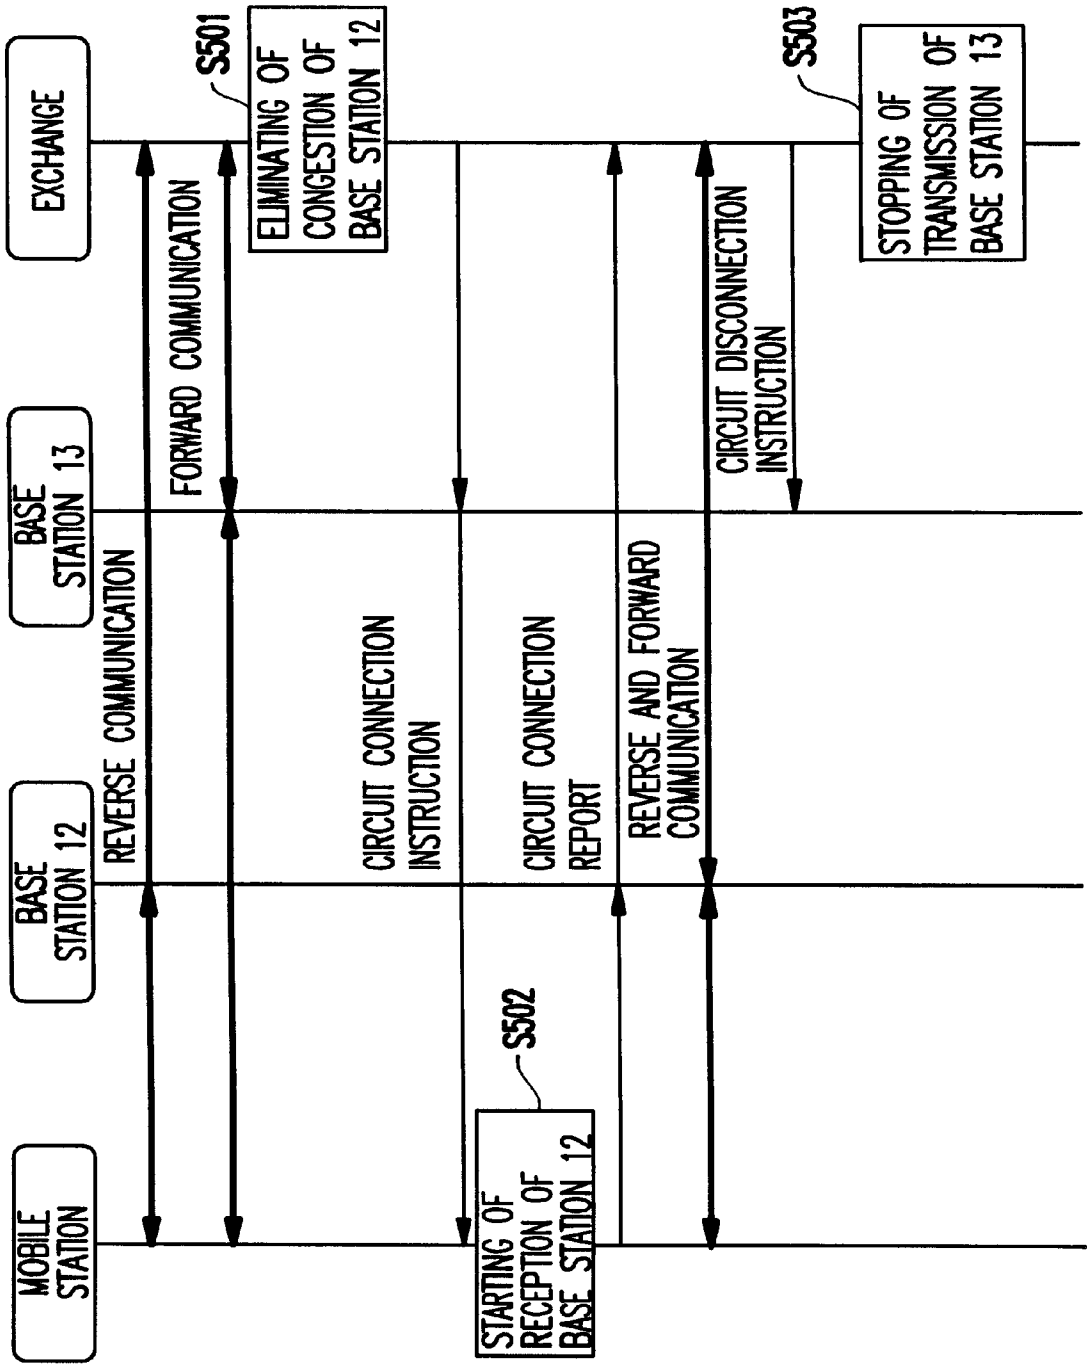 MOBILE
STATION
BASE
STATION 12
BASE
STATION 13
EXCHANGE
REVERSE COMMUNICATION
FORWARD COMMUNICATION
S501
ELIMINATING OF
CONGESTION OF
BASE STATION 12
CIRCUIT CONNECTION
INSTRUCTION
S502
STARTING OF
RECEPTION OF
BASE STATION 12
CIRCUIT CONNECTION
REPORT
REVERSE AND FORWARD
COMMUNICATION
CIRCUIT DISCONNECTION
INSTRUCTION
S503
STOPPING OF
TRANSMISSION OF
BASE STATION 13